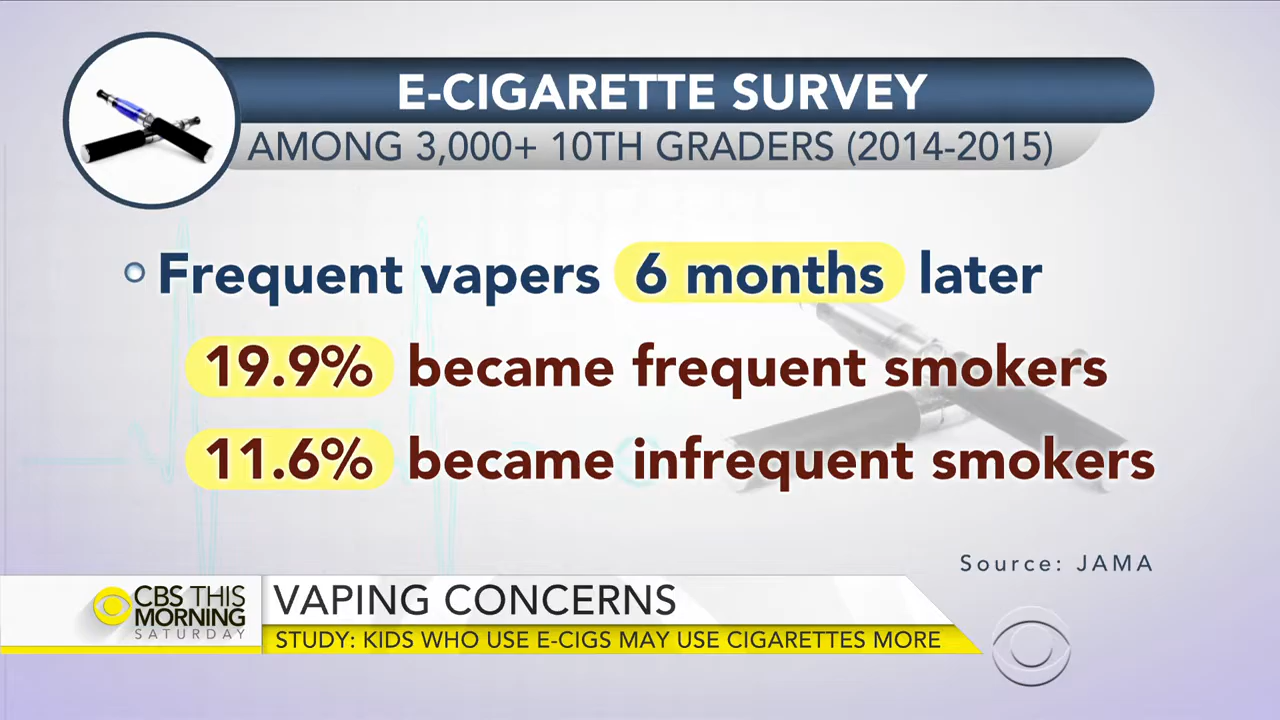 E-CIGARETTE SURVEY
AMONG 3,000+ 10TH GRADERS (2014-2015)
Frequent vapers 6 months later
19.9% became frequent smokers
11.6% became infrequent smokers
Source: JAMA
CBS THIS
MORNING
SATURDAY
VAPING CONCERNS
STUDY: KIDS WHO USE E-CIGS MAY USE CIGARETTES MORE